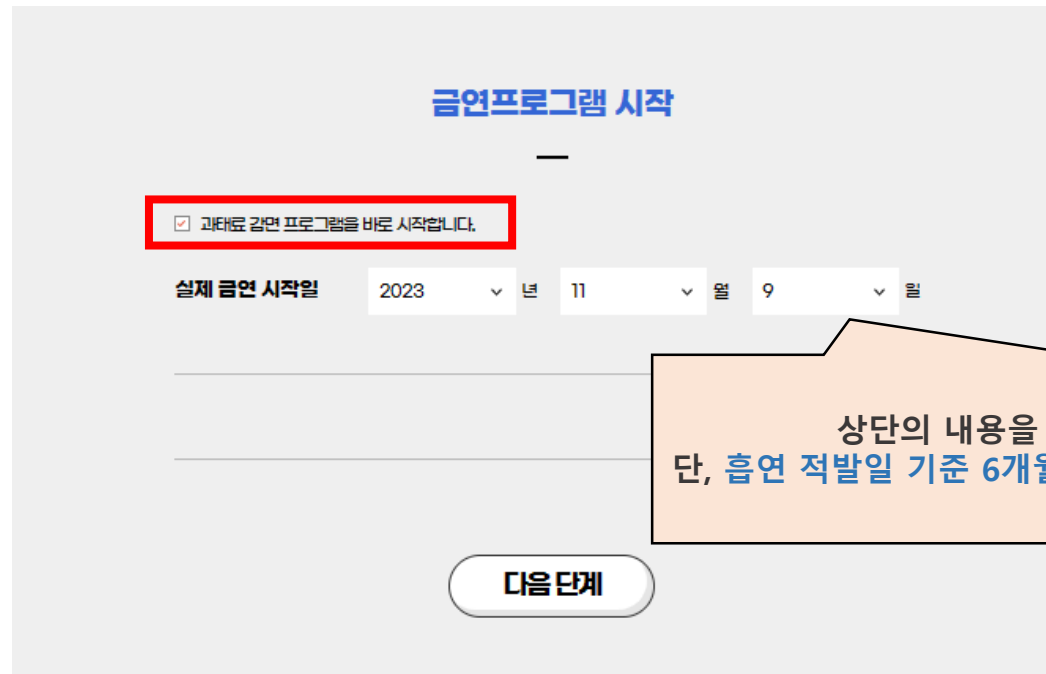 금연프로그램 시작
과태료 감면 프로그램을 바로 시작합니다.
실제 금연 시작일 2023 년 11 월 9 일
상단의 내용을
단, 흡연 적발일 기준 6개월
다음 단계